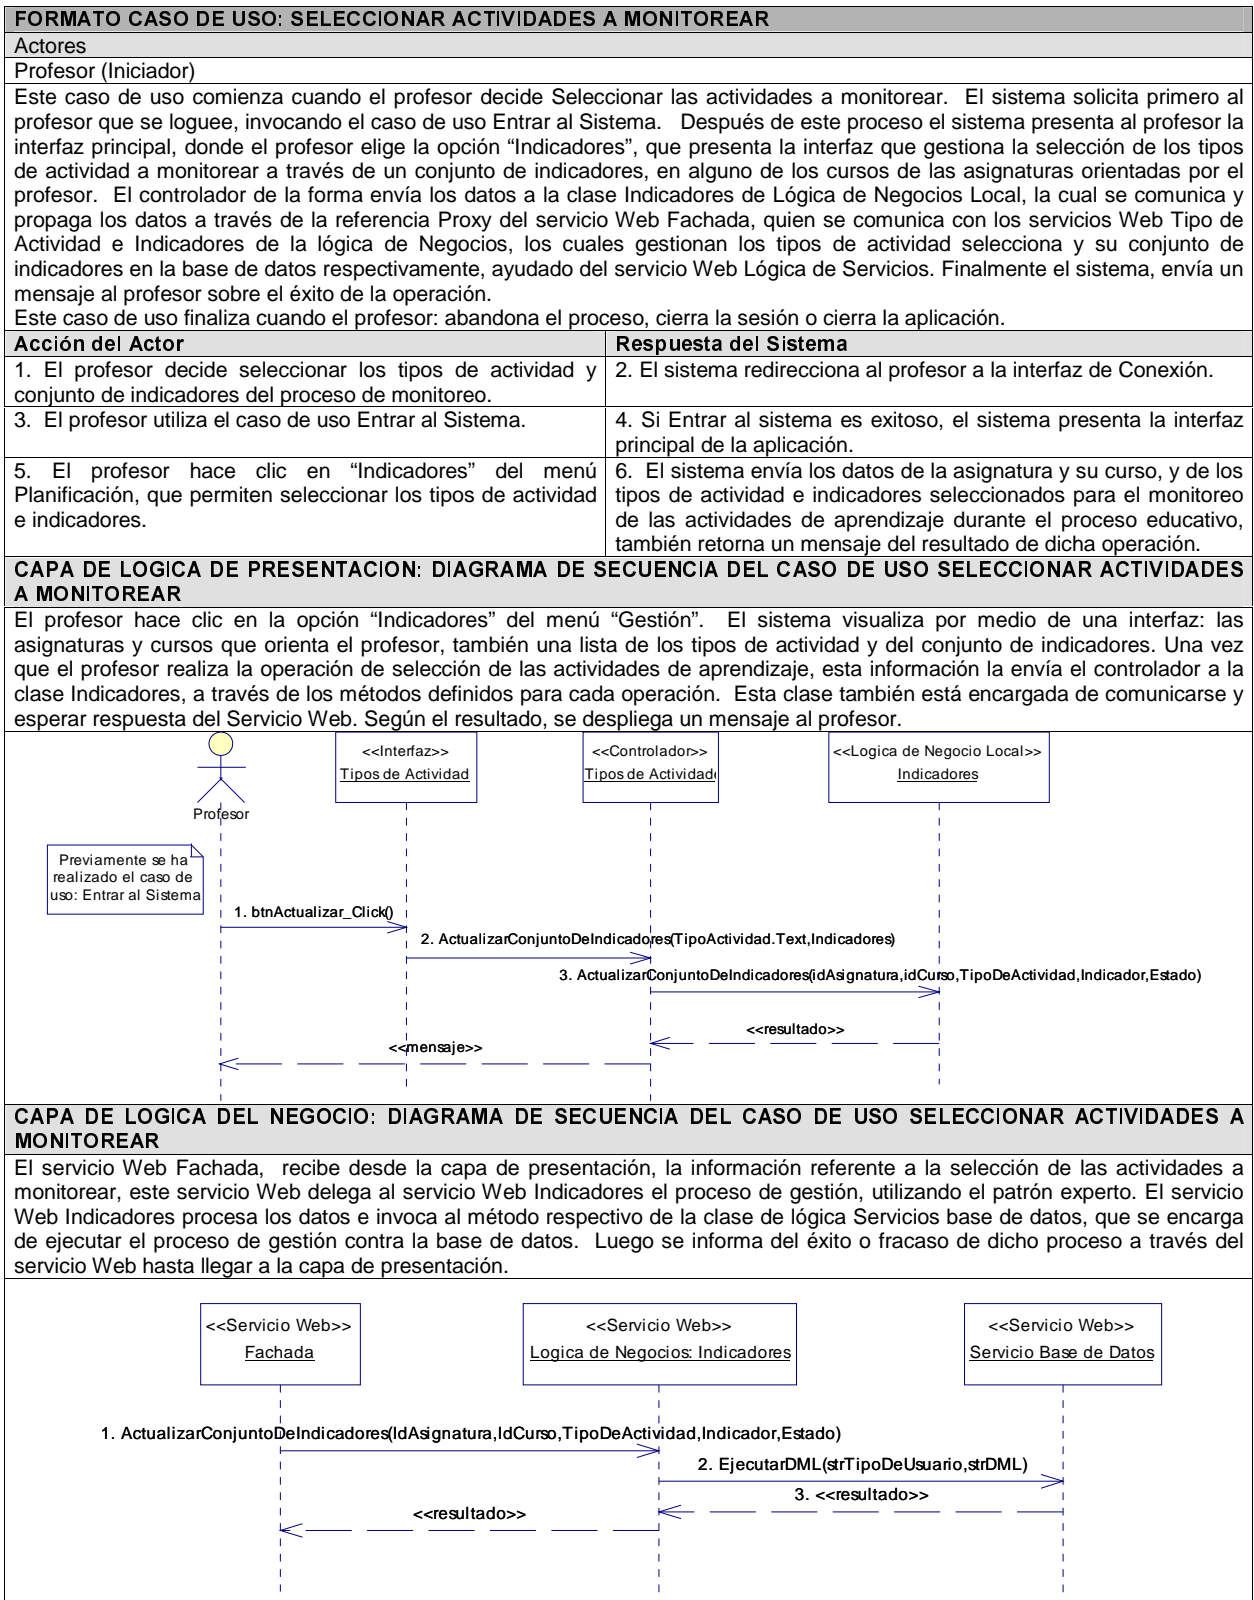 FORMATO CASO DE USO: SELECCIONAR ACTIVIDADES A MONITOREAR
Actores
Profesor (Iniciador)
Este caso de uso comienza cuando el profesor decide Seleccionar las actividades a monitorear. El sistema solicita primero al
profesor que se loguee, invocando el caso de uso Entrar al Sistema. Después de este proceso el sistema presenta al profesor la
interfaz principal, donde el profesor elige la opción “Indicadores”, que presenta la interfaz que gestiona la selección de los tipos
de actividad a monitorear a través de un conjunto de indicadores, en alguno de los cursos de las asignaturas orientadas por el
profesor. El controlador de la forma envía los datos a la clase Indicadores de Lógica de Negocios Local, la cual se comunica y
propaga los datos a través de la referencia Proxy del servicio Web Fachada, quien se comunica con los servicios Web Tipo de
Actividad e Indicadores de la lógica de Negocios, los cuales gestionan los tipos de actividad selecciona y su conjunto de
indicadores en la base de datos respectivamente, ayudado del servicio Web Lógica de Servicios. Finalmente el sistema, envía un
mensaje al profesor sobre el éxito de la operación.
Este caso de uso finaliza cuando el profesor: abandona el proceso, cierra la sesión o cierra la aplicación.
Acción del Actor
Respuesta del Sistema
1. El profesor decide seleccionar los tipos de actividad y
conjunto de indicadores del proceso de monitoreo.
2. El sistema redirecciona al profesor a la interfaz de Conexión.
3. El profesor utiliza el caso de uso Entrar al Sistema.
4. Si Entrar al sistema es exitoso, el sistema presenta la interfaz
principal de la aplicación.
5. El profesor hace clic en “Indicadores” del menú
Planificación, que permiten seleccionar los tipos de actividad
e indicadores.
6. El sistema envía los datos de la asignatura y su curso, y de los
tipos de actividad e indicadores seleccionados para el monitoreo
de las actividades de aprendizaje durante el proceso educativo,
también retorna un mensaje del resultado de dicha operación.
CAPA DE LOGICA DE PRESENTACION: DIAGRAMA DE SECUENCIA DEL CASO DE USO SELECCIONAR ACTIVIDADES
A MONITOREAR
El profesor hace clic en la opción “Indicadores” del menú “Gestión”. El sistema visualiza por medio de una interfaz: las
asignaturas y cursos que orienta el profesor, también una lista de los tipos de actividad y del conjunto de indicadores. Una vez
que el profesor realiza la operación de selección de las actividades de aprendizaje, esta información la envía el controlador a la
clase Indicadores, a través de los métodos definidos para cada operación. Esta clase también está encargada de comunicarse y
esperar respuesta del Servicio Web. Según el resultado, se despliega un mensaje al profesor.
<<Interfaz>>
Tipos de Actividad
<<Controlador>>
Tipos de Actividad
<<Logica de Negocio Local>>
Indicadores
Profesor
Previamente se ha
realizado el caso de
uso: Entrar al Sistema
1. btnActualizar_Click()
2. ActualizarConjuntoDeIndicadores(TipoActividad.Text,Indicadores)
3. ActualizarConjuntoDeIndicadores(idAsignatura,idCurso,TipoDeActividad,Indicador,Estado)
<<resultado>>
<<mensaje>>
CAPA DE LOGICA DEL NEGOCIO: DIAGRAMA DE SECUENCIA DEL CASO DE USO SELECCIONAR ACTIVIDADES A
MONITOREAR
El servicio Web Fachada, recibe desde la capa de presentación, la información referente a la selección de las actividades a
monitorear, este servicio Web delega al servicio Web Indicadores el proceso de gestión, utilizando el patrón experto. El servicio
Web Indicadores procesa los datos e invoca al método respectivo de la clase de lógica Servicios base de datos, que se encarga
de ejecutar el proceso de gestión contra la base de datos. Luego se informa del éxito o fracaso de dicho proceso a través del
servicio Web hasta llegar a la capa de presentación.
<<Servicio Web>>
Fachada
<<Servicio Web>>
Logica de Negocios: Indicadores
<<Servicio Web>>
Servicio Base de Datos
1. ActualizarConjuntoDeIndicadores(IdAsignatura,IdCurso,TipoDeActividad,Indicador,Estado)
2. EjecutarDML(strTipoDeUsuario,strDML)
3. <<resultado>>
<<resultado>>